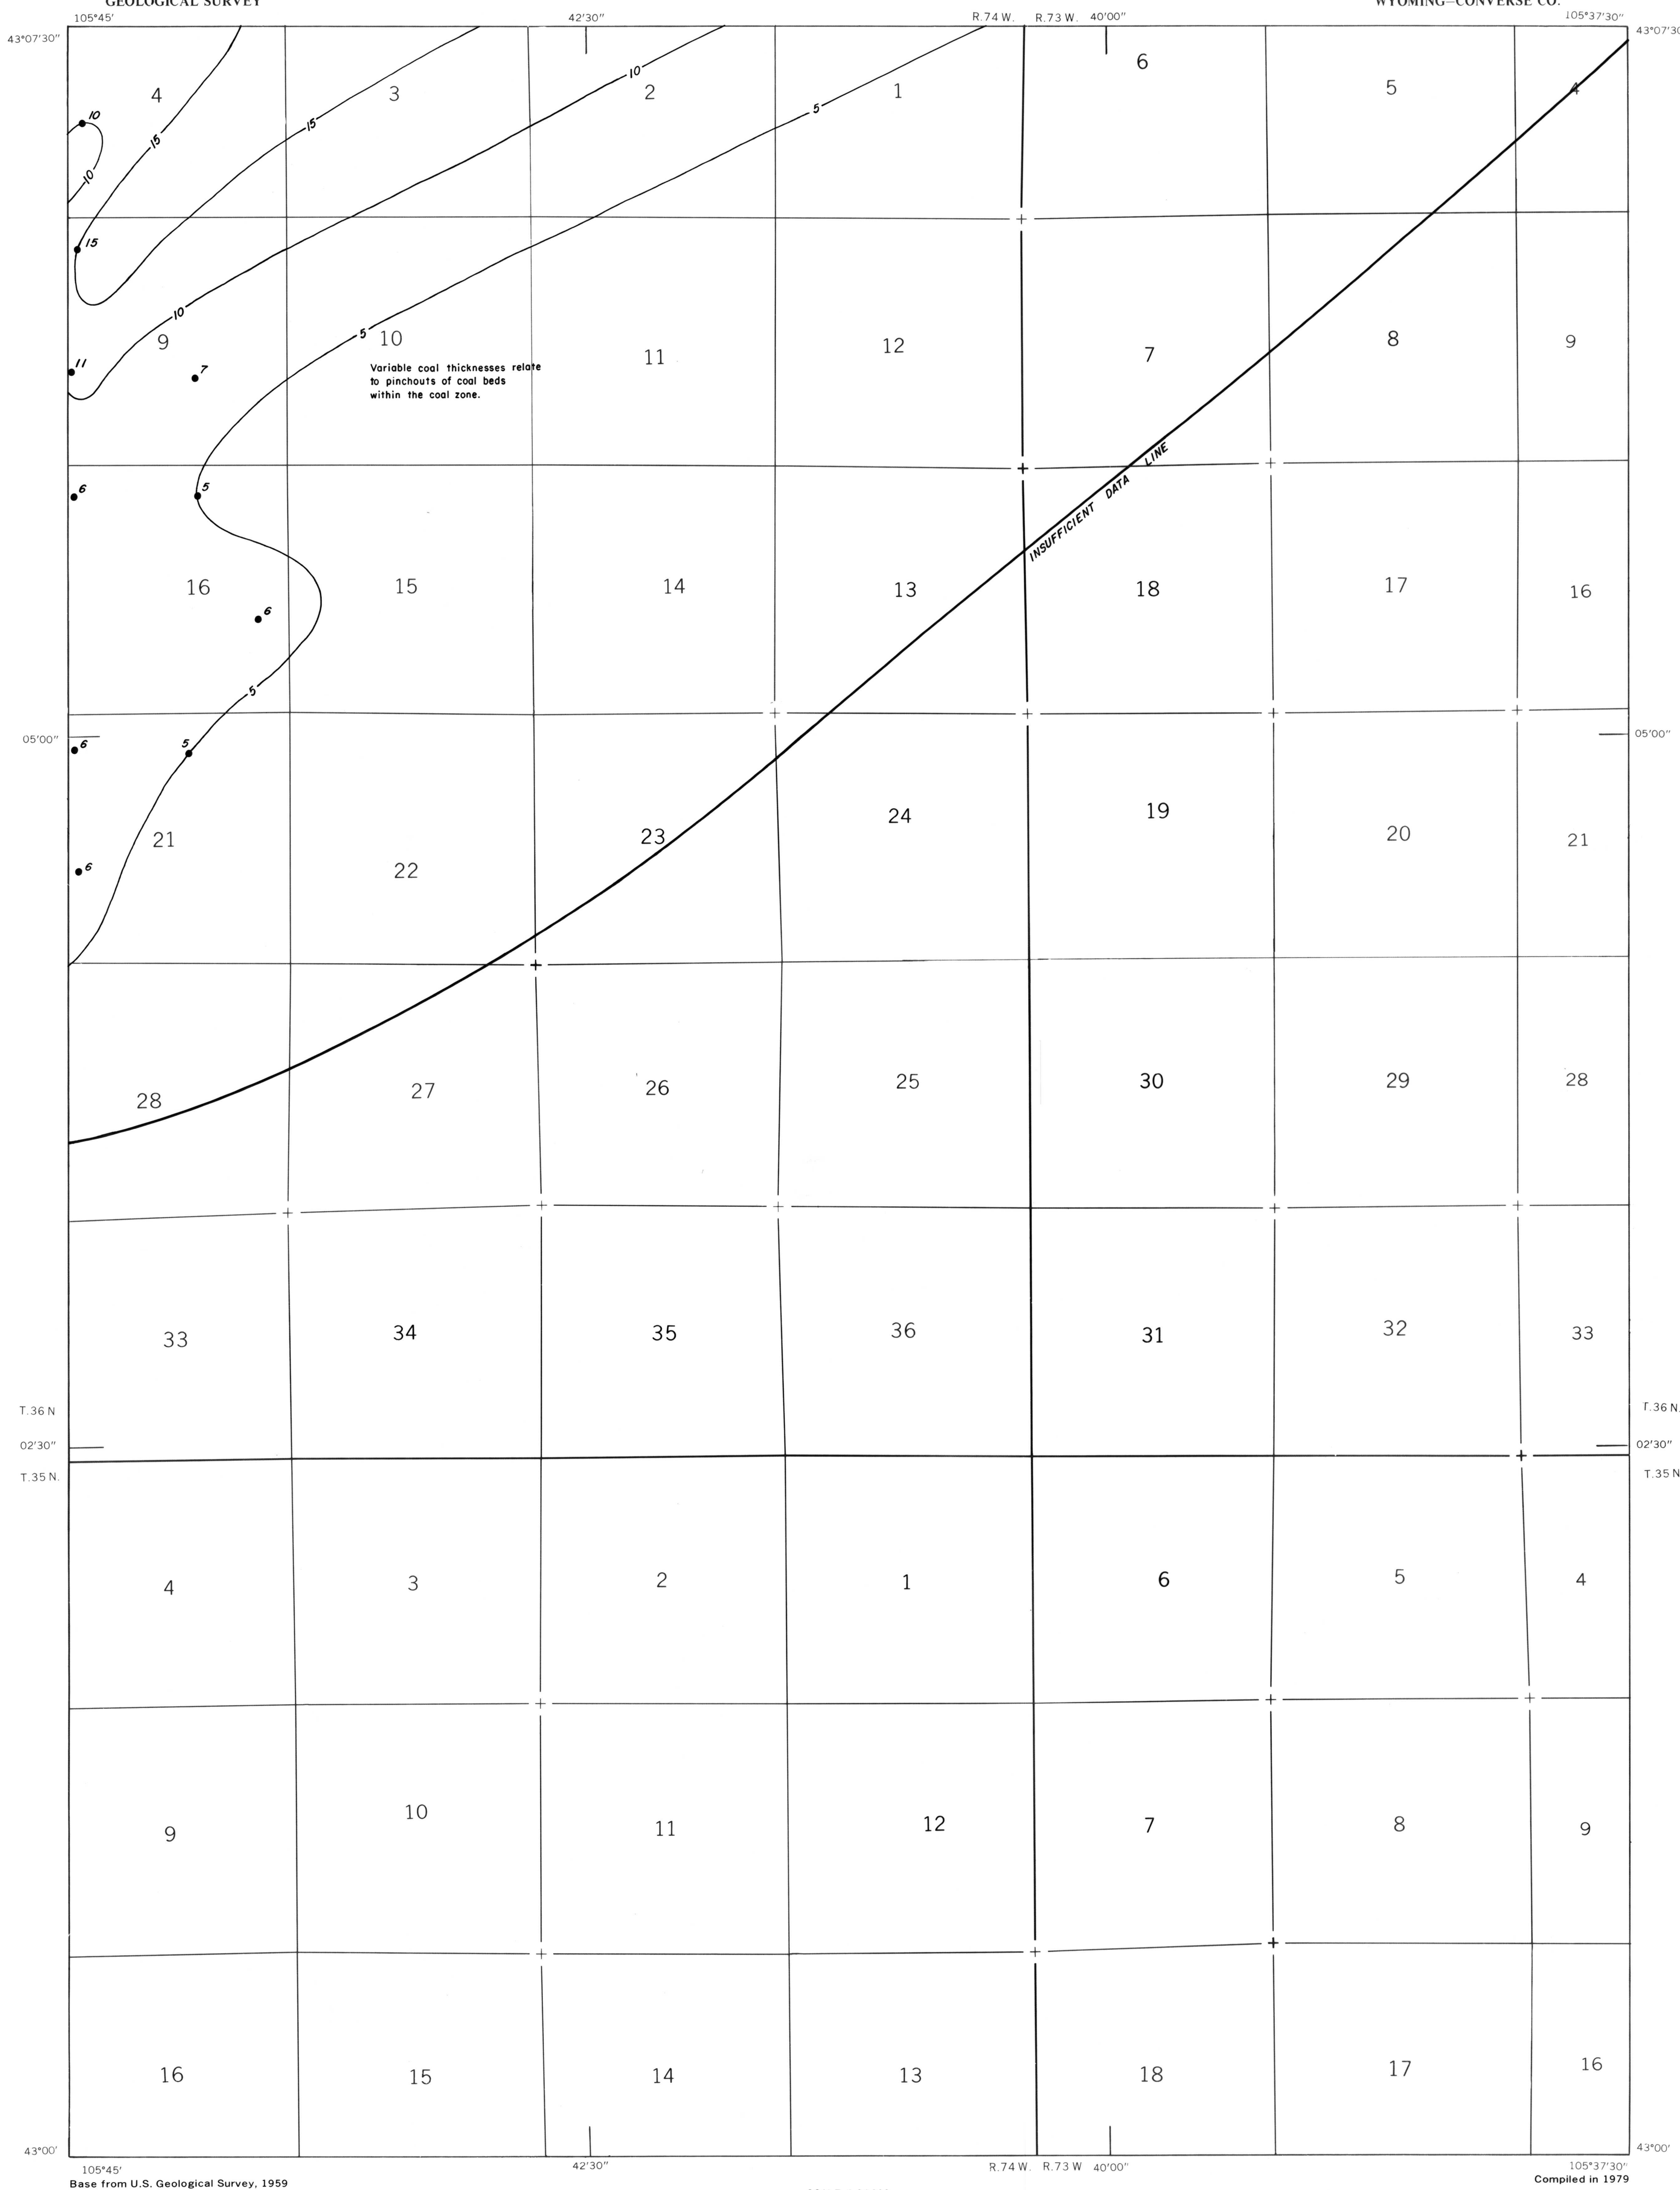 GEOLOGICAL SURVEY
WYOMING—CONVERSE CO.
105°45' 42'30" R.74 W. R.73 W. 40'00" 105°37'30"
43°07'30" 43°07'30
4 3 2 1 6 5 4
10 15 15 10 5
10
15
10 5
9 10 11 12 7 8 9
11 7
Variable coal thicknesses relate
to pinchouts of coal beds
within the coal zone.
INSUFFICIENT DATA LINE
6 5
16 15 14 13 18 17 16
6
5
05'00" 05'00"
6 5
21 22 23 24 19 20 21
6
28 27 26 25 30 29 28
33 34 35 36 31 32 33
T.36 N T.36 N.
02'30" 02'30"
T.35 N. T.35 N
4 3 2 1 6 5 4
9 10 11 12 7 8 9
16 15 14 13 18 17 16
43°00' 43°00'
105°45' 42'30" R.74 W. R.73 W 40'00" 105°37'30"
Base from U.S. Geological Survey, 1959
Compiled in 1979